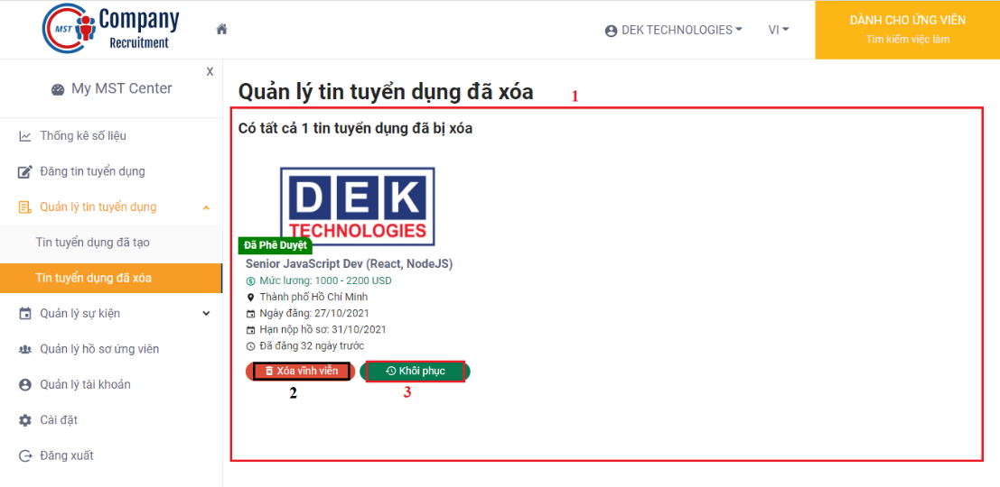 MST Company
Recruitment
DEK TECHNOLOGIES
VI
DÀNH CHO ỨNG VIÊN
Tìm kiếm việc làm
X
My MST Center
Thống kê số liệu
Đăng tin tuyển dụng
Quản lý tin tuyển dụng
Tin tuyển dụng đã tạo
Tin tuyển dụng đã xóa
Quản lý sự kiện
Quản lý hồ sơ ứng viên
Quản lý tài khoản
Cài đặt
Đăng xuất
Quản lý tin tuyển dụng đã xóa
1
Có tất cả 1 tin tuyển dụng đã bị xóa
DEK
TECHNOLOGIES
Đã Phê Duyệt
Senior JavaScript Dev (React, NodeJS)
Mức lương: 1000 - 2200 USD
Thành phố Hồ Chí Minh
Ngày đăng: 27/10/2021
Hạn nộp hồ sơ: 31/10/2021
Đã đăng 32 ngày trước
Xóa vĩnh viễn
Khôi phục
2
3